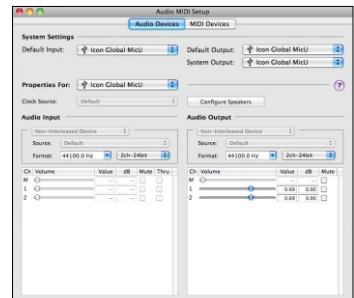 Audio MIDI Setup
Audio Devices MIDI Devices
System Settings
Default Input: Icon Global MicU
Default Output: Icon Global MicU
System Output: Icon Global MicU
Properties For: Icon Global MicU ?
Clock Source: Default
Configure Speakers
Audio Input
Non-Interleaved Device
Source: Default
Format: 44100.0 Hz 2ch-24bit
Ch Volume Value dB Mute Thru
M -- --
1 -- --
2 -- --
Audio Output
Non-Interleaved Device
Source: Default
Format: 44100.0 Hz 2ch-24bit
Ch Volume Value dB Mute
M -- --
1 0.69 0.00
2 0.69 0.00